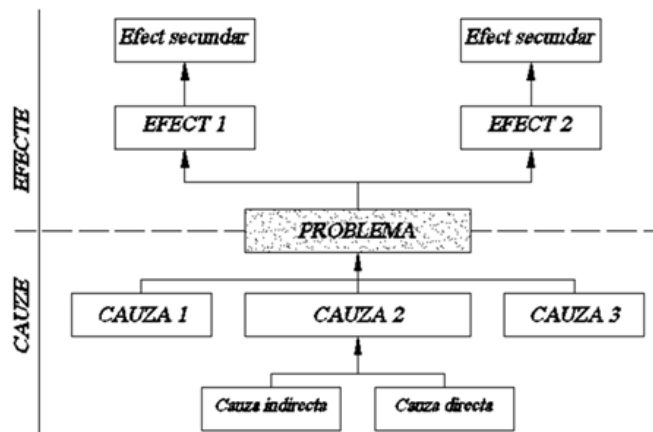 Efect secundar
Efect secundar
EFECT 1
EFECT 2
EFECTE
PROBLEMA
CAUZE
CAUZA 1
CAUZA 2
CAUZA 3
Cauza indirecta
Cauza directa